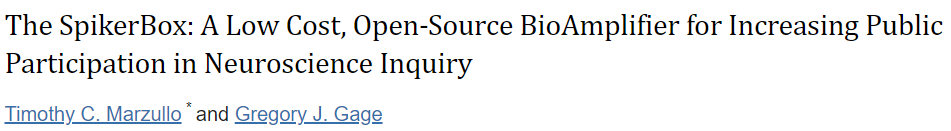 The SpikerBox: A Low Cost, Open-Source BioAmplifier for Increasing Public
Participation in Neuroscience Inquiry
Timothy C. Marzullo * and Gregory J. Gage